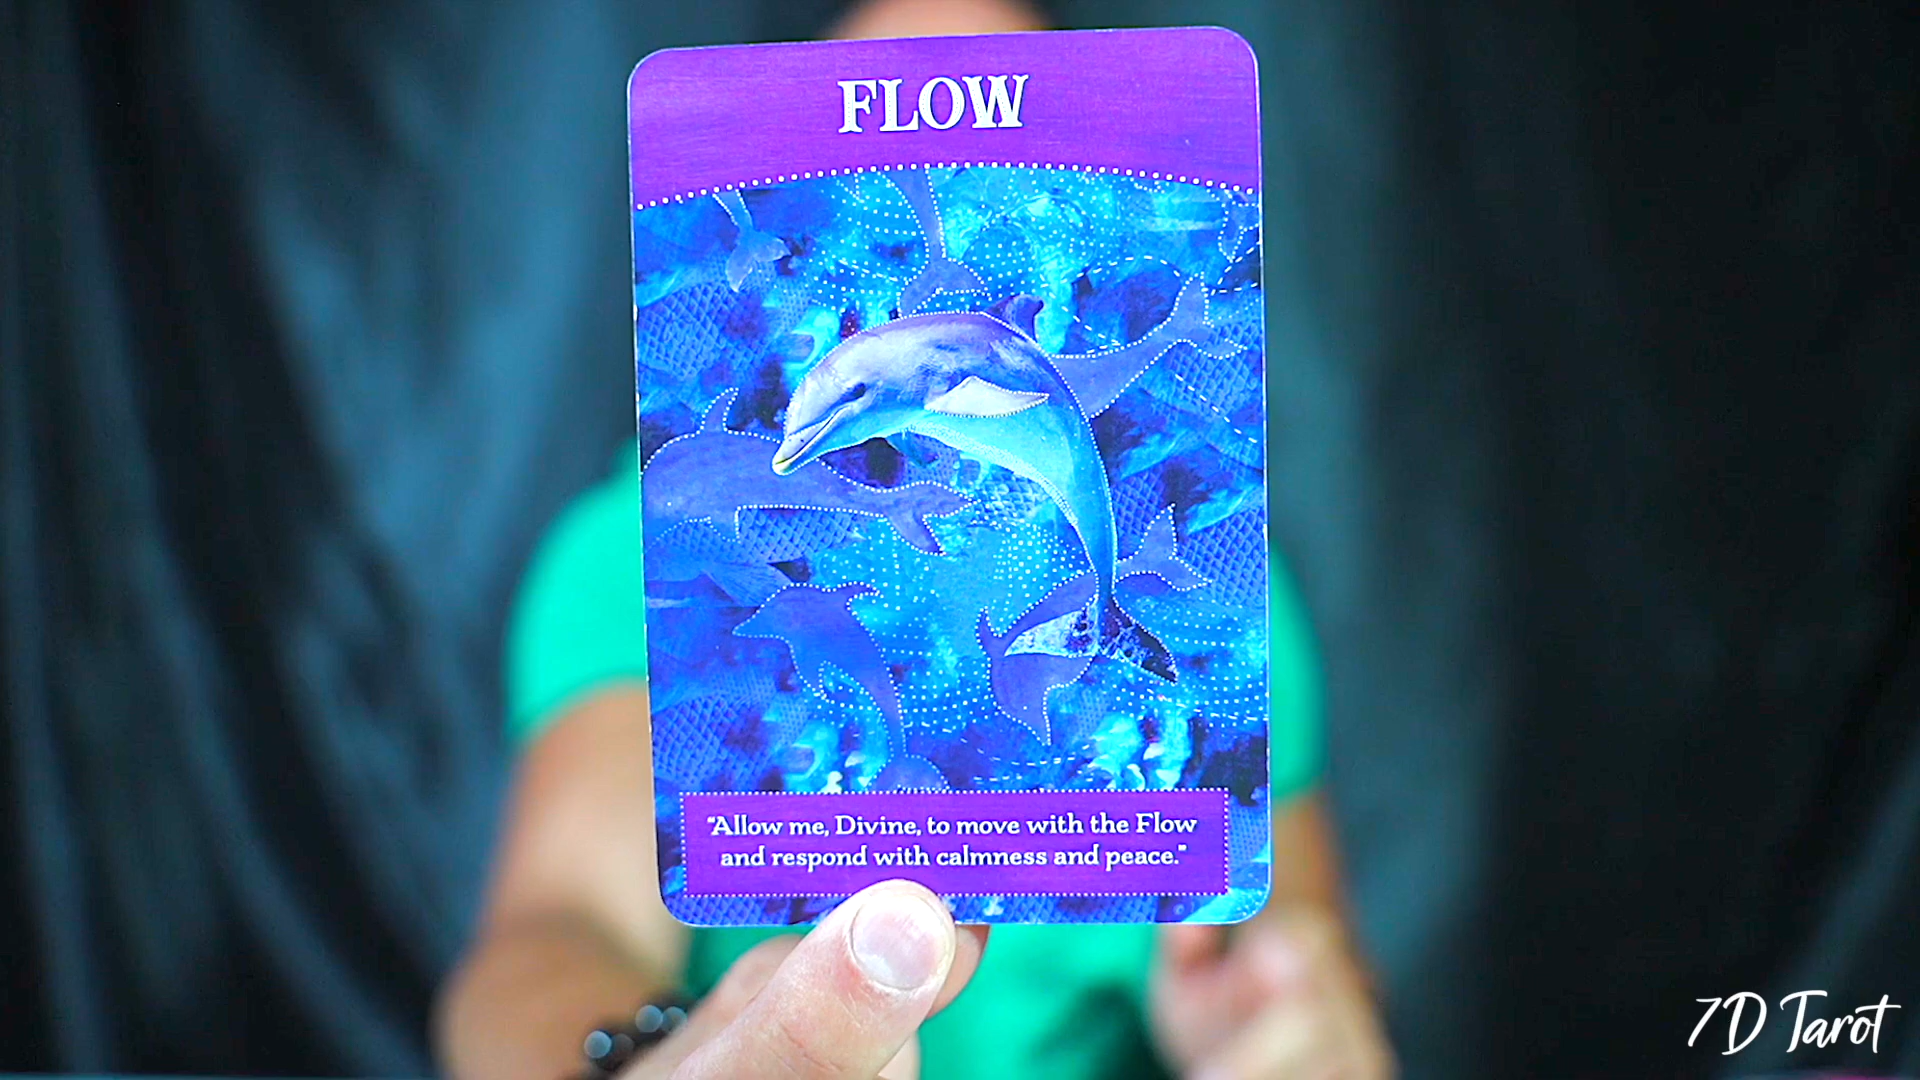 FLOW
"Allow me, Divine, to move with the Flow
and respond with calmness and peace."
7D Tarot